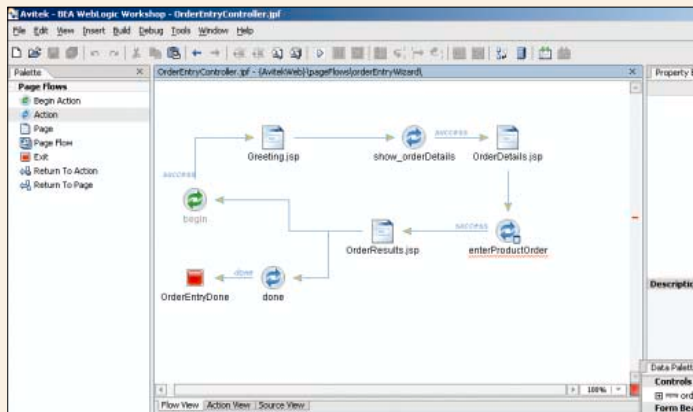 Avitek - BEA WebLogic Workshop - OrderEntryController.jpf
File Edit View Insert Build Debug Tools Window Help
Palette
OrderEntryController.jpf - {AvitekWeb}\pageFlows\orderEntryWizard\
Property E
Page Flows
Begin Action
Action
Page
Page Flow
Exit
Return To Action
Return To Page
success
success
Greeting.jsp
show_orderDetails
OrderDetails.jsp
success
begin
success
OrderResults.jsp
enterProductOrder
done
OrderEntryDone
done
Descriptio
Data Palett
100%
Controls
ord
Flow View Action View Source View
Form Bea